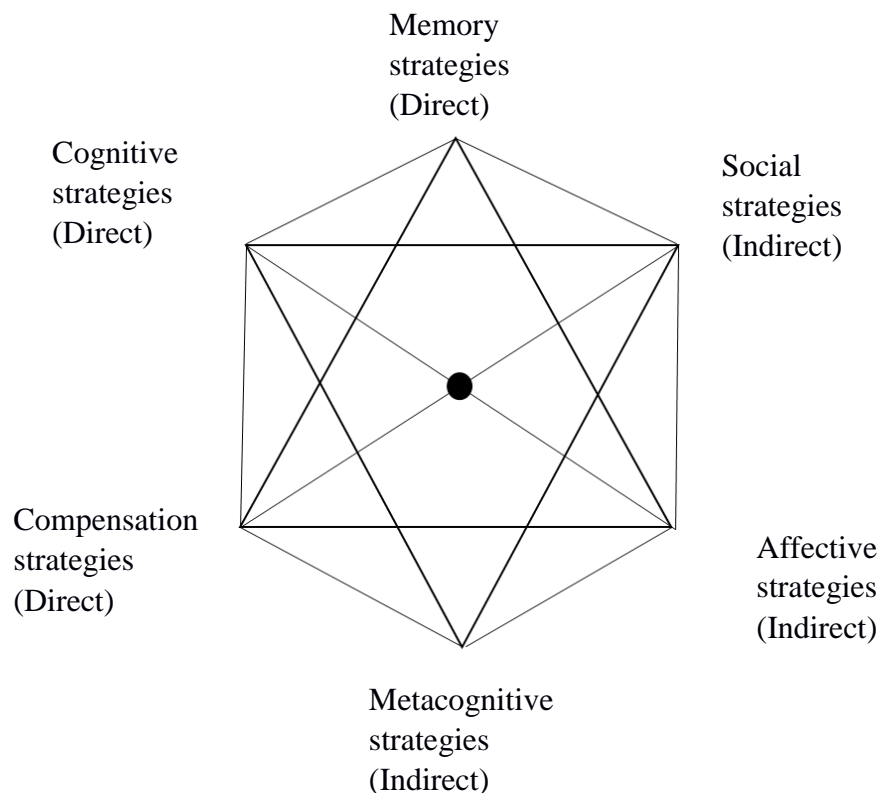 Memory
strategies
(Direct)
Cognitive
strategies
(Direct)
Social
strategies
(Indirect)
Compensation
strategies
(Direct)
Affective
strategies
(Indirect)
Metacognitive
strategies
(Indirect)